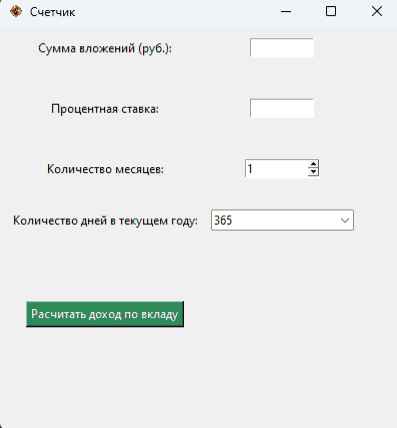 Счетчик
Сумма вложений (руб.):
Процентная ставка:
Количество месяцев: 1
Количество дней в текущем году: 365
Расчитать доход по вкладу